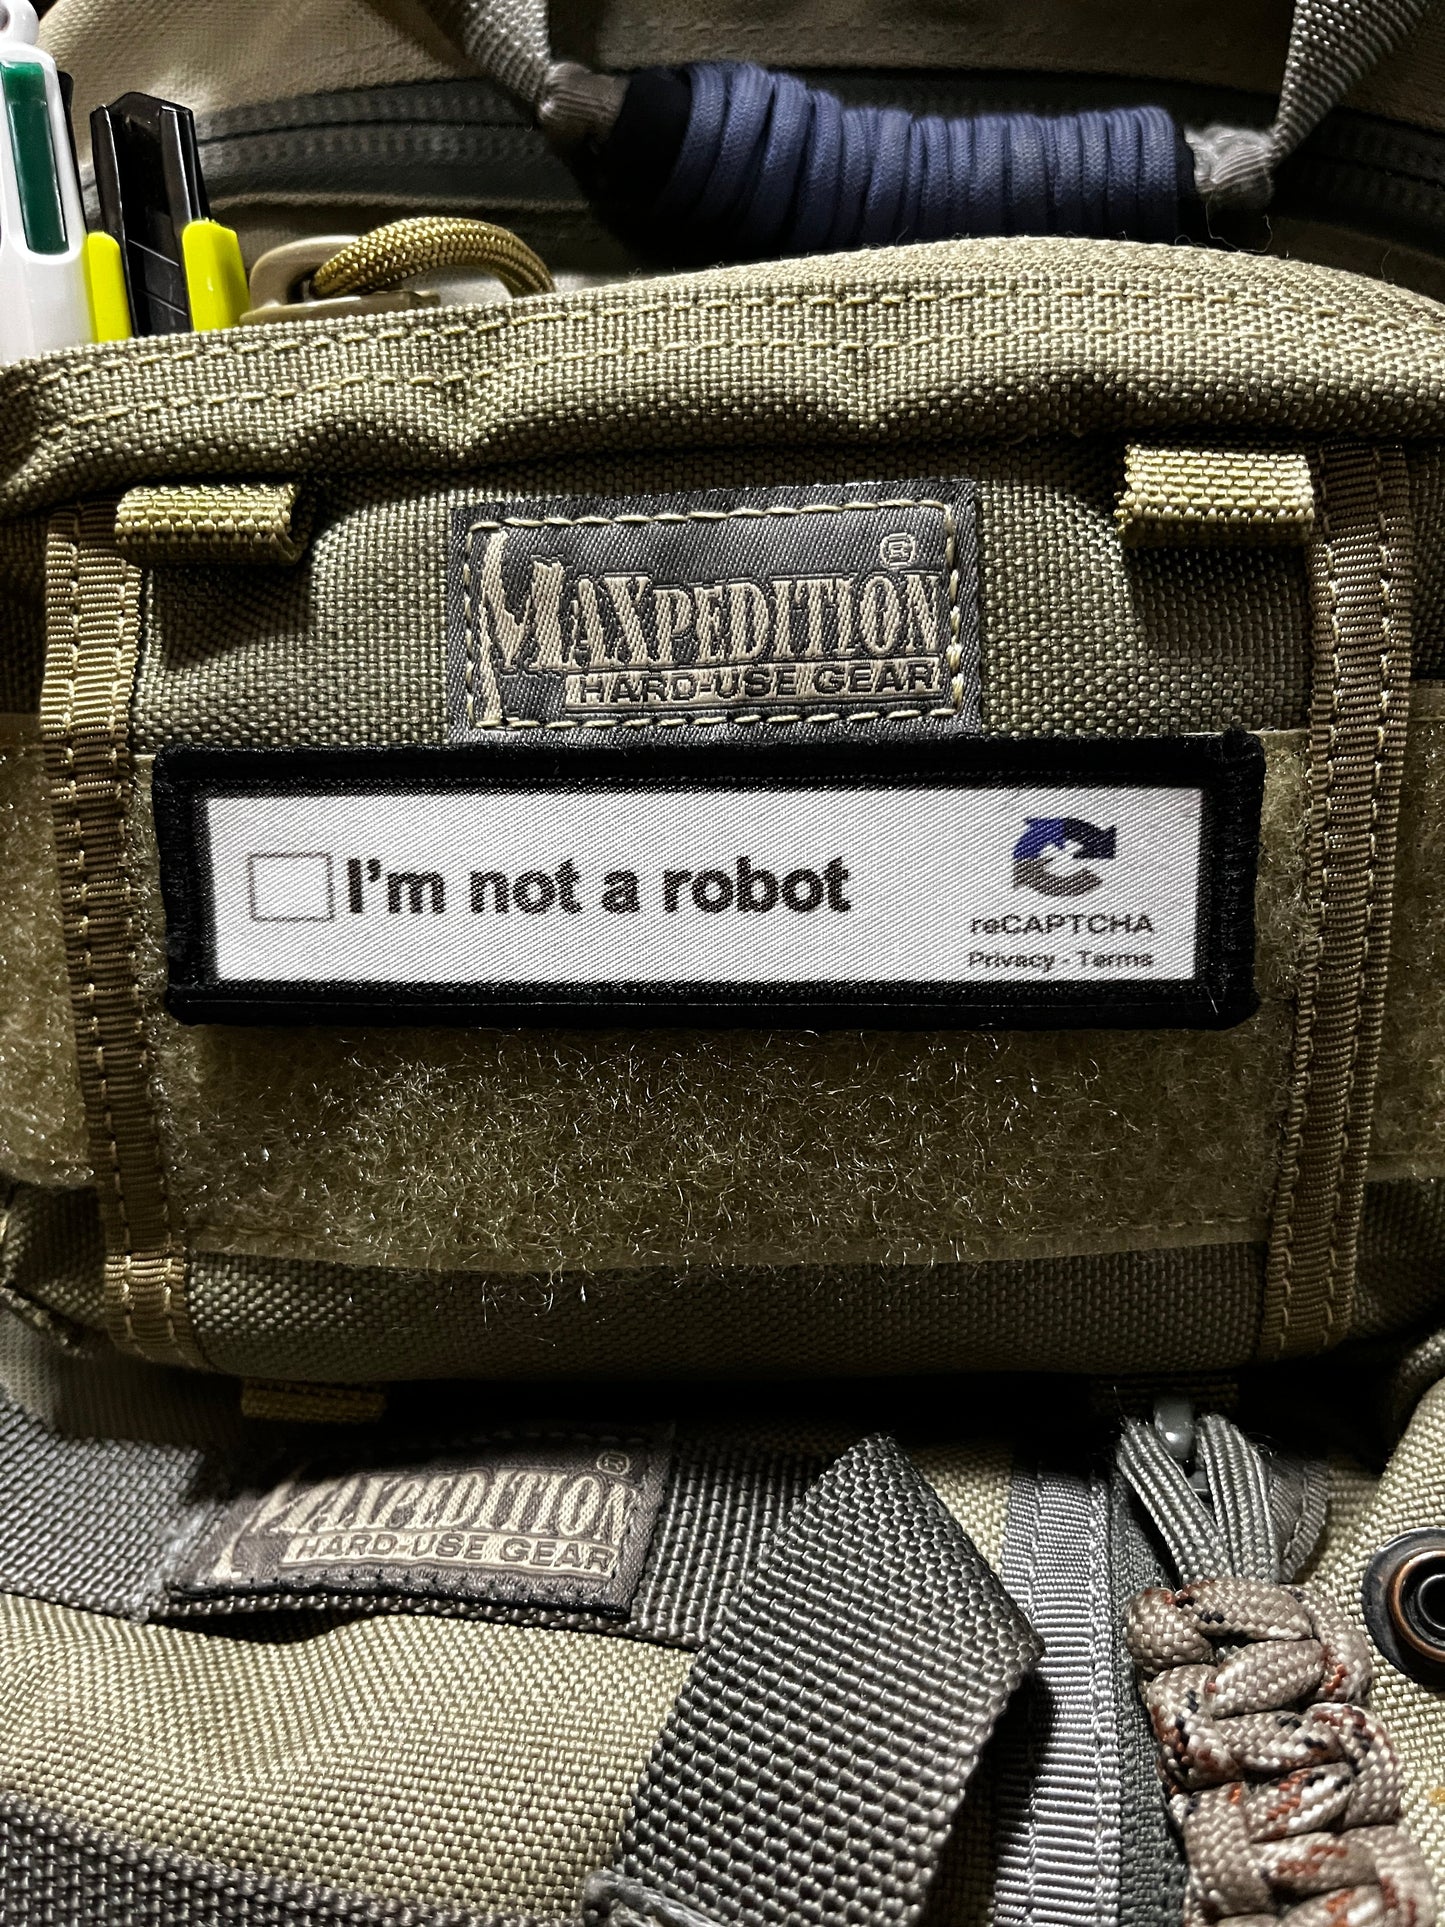 MAXPEDITION®
HARD-USE GEAR
I'm not a robot
reCAPTCHA
Privacy - Terms
MAXPEDITION®
HARD-USE GEAR